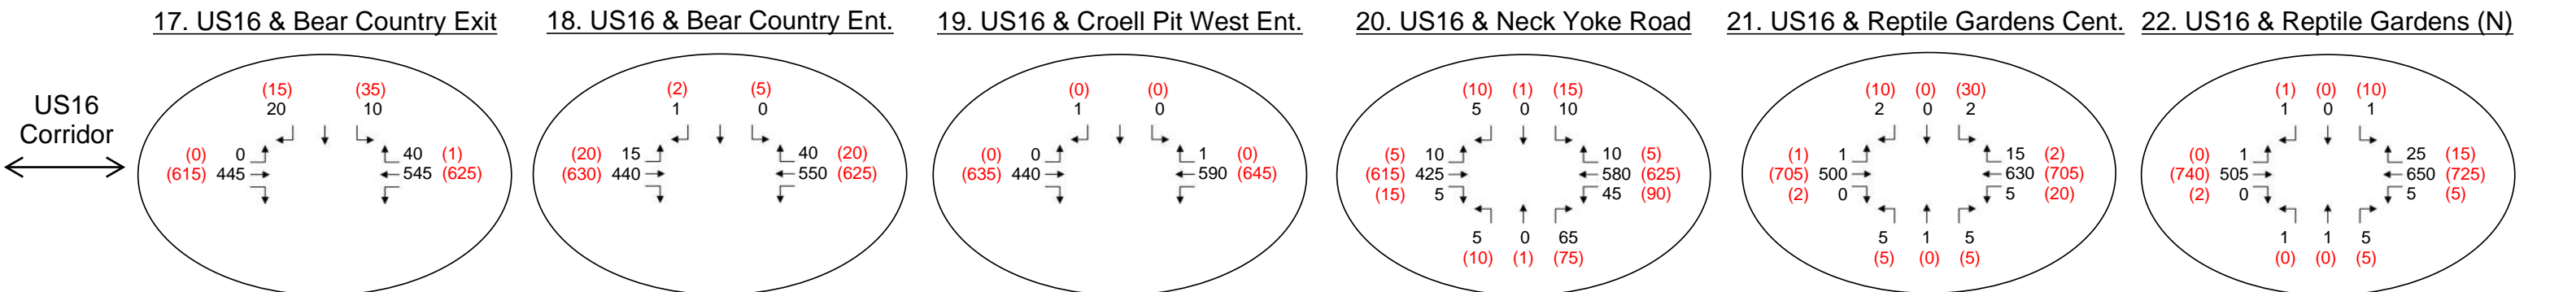 17. US16 & Bear Country Exit 18. US16 & Bear Country Ent. 19. US16 & Croell Pit West Ent. 20. US16 & Neck Yoke Road 21. US16 & Reptile Gardens Cent. 22. US16 & Reptile Gardens (N)
US16
Corridor
(15) (35)
20 10
(0) 0 40 (1)
(615) 445 545 (625)
(2) (5)
1 0
(20) 15 40 (20)
(630) 440 550 (625)
(0) (0)
1 0
(0) 0 1 (0)
(635) 440 590 (645)
(10) (1) (15)
5 0 10
(5) 10 10 (5)
(615) 425 580 (625)
(15) 5 45 (90)
5 0 65
(10) (1) (75)
(10) (0) (30)
2 0 2
(1) 1 15 (2)
(705) 500 630 (705)
(2) 0 5 (20)
5 1 5
(5) (0) (5)
(1) (0) (10)
1 0 1
(0) 1 25 (15)
(740) 505 650 (725)
(2) 0 5 (5)
1 1 5
(0) (0) (5)